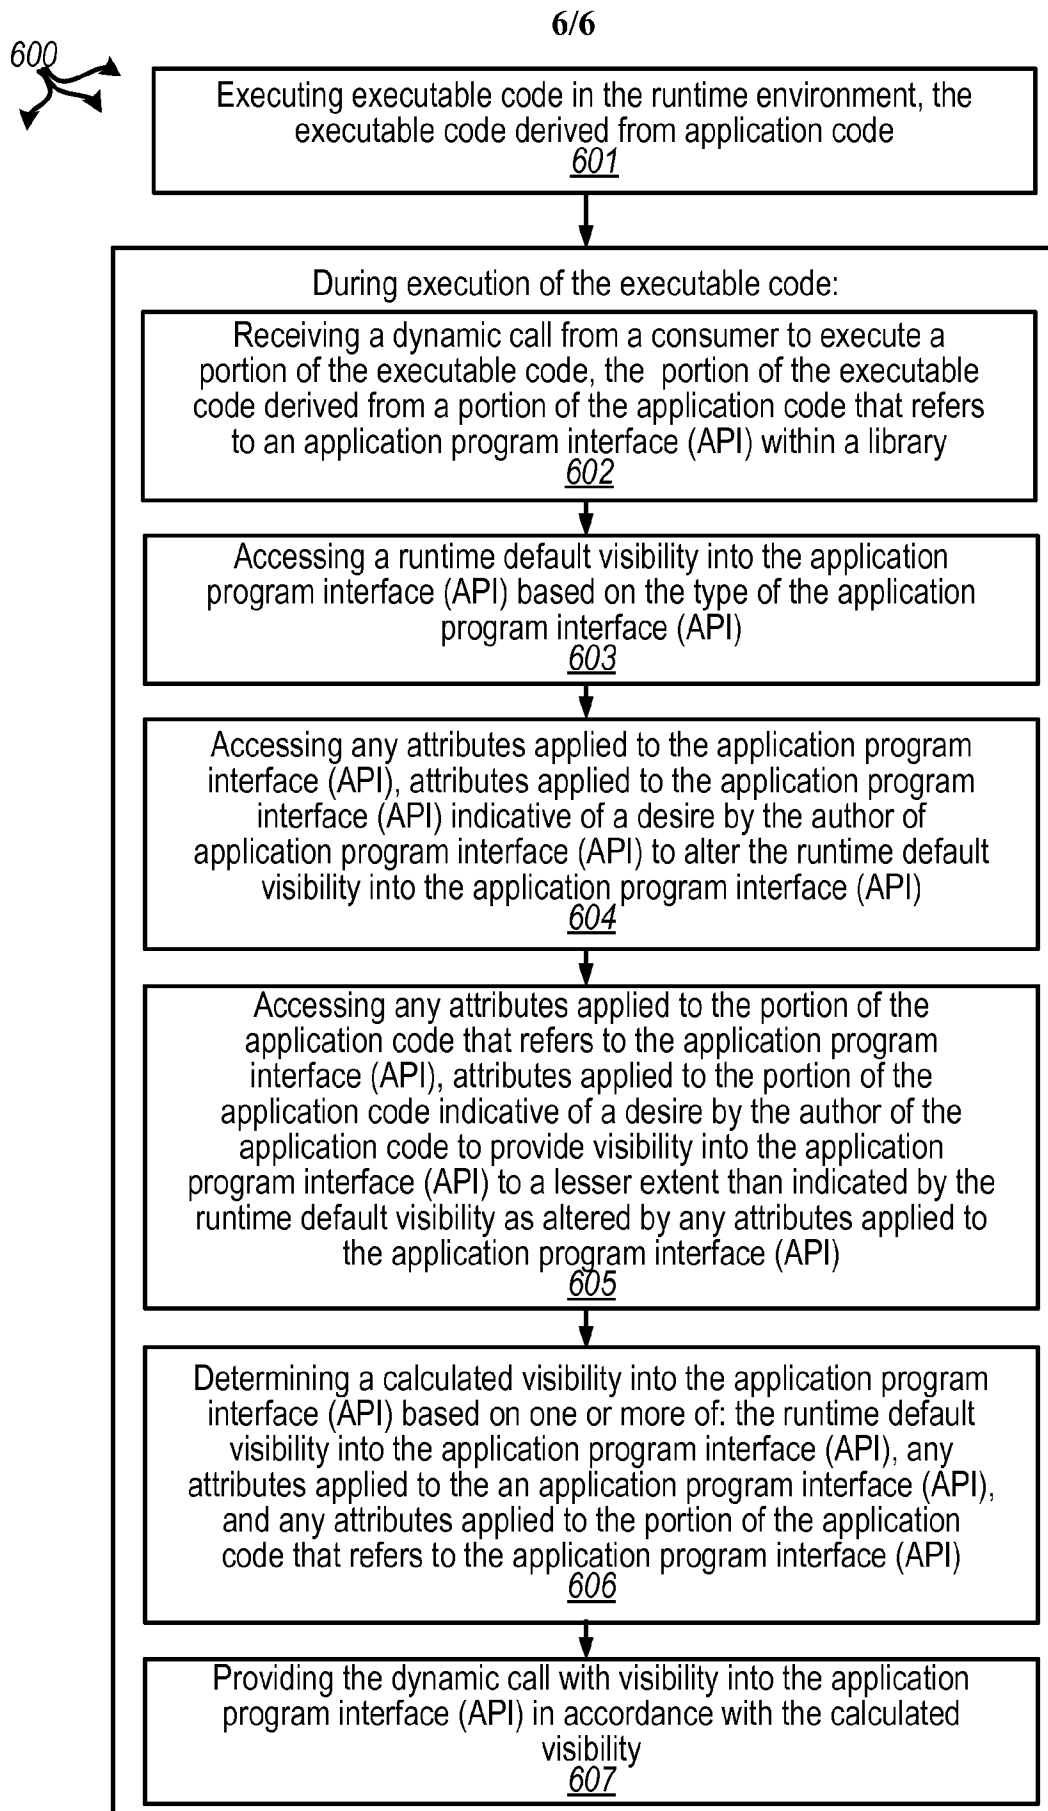 6/6
600
Executing executable code in the runtime environment, the
executable code derived from application code
601
During execution of the executable code:
Receiving a dynamic call from a consumer to execute a
portion of the executable code, the portion of the executable
code derived from a portion of the application code that refers
to an application program interface (API) within a library
602
Accessing a runtime default visibility into the application
program interface (API) based on the type of the application
program interface (API)
603
Accessing any attributes applied to the application program
interface (API), attributes applied to the application program
interface (API) indicative of a desire by the author of
application program interface (API) to alter the runtime default
visibility into the application program interface (API)
604
Accessing any attributes applied to the portion of the
application code that refers to the application program
interface (API), attributes applied to the portion of the
application code indicative of a desire by the author of the
application code to provide visibility into the application
program interface (API) to a lesser extent than indicated by the
runtime default visibility as altered by any attributes applied to
the application program interface (API)
605
Determining a calculated visibility into the application program
interface (API) based on one or more of: the runtime default
visibility into the application program interface (API), any
attributes applied to the an application program interface (API),
and any attributes applied to the portion of the application
code that refers to the application program interface (API)
606
Providing the dynamic call with visibility into the application
program interface (API) in accordance with the calculated
visibility
607